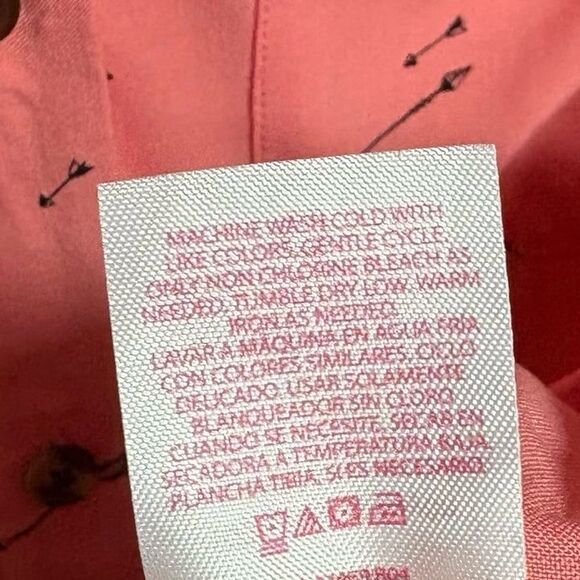 MACHINE WASH COLD WITH
LIKE COLORS, GENTLE CYCLE.
ONLY NON CHLORINE BLEACH AS
NEEDED. TUMBLE DRY LOW. WARM
IRON AS NEEDED.
LAVAR A MAQUINA EN AGUA FRIA
CON COLORES SIMILARES. CICLO
DELICADO. USAR SOLAMENTE
BLANQUEADOR SIN CLORO
CUANDO SE NECESITE. SECAR EN
SECADORA A TEMPERATURA BAJA
PLANCHA TIBIA, SI ES NECESARIO.